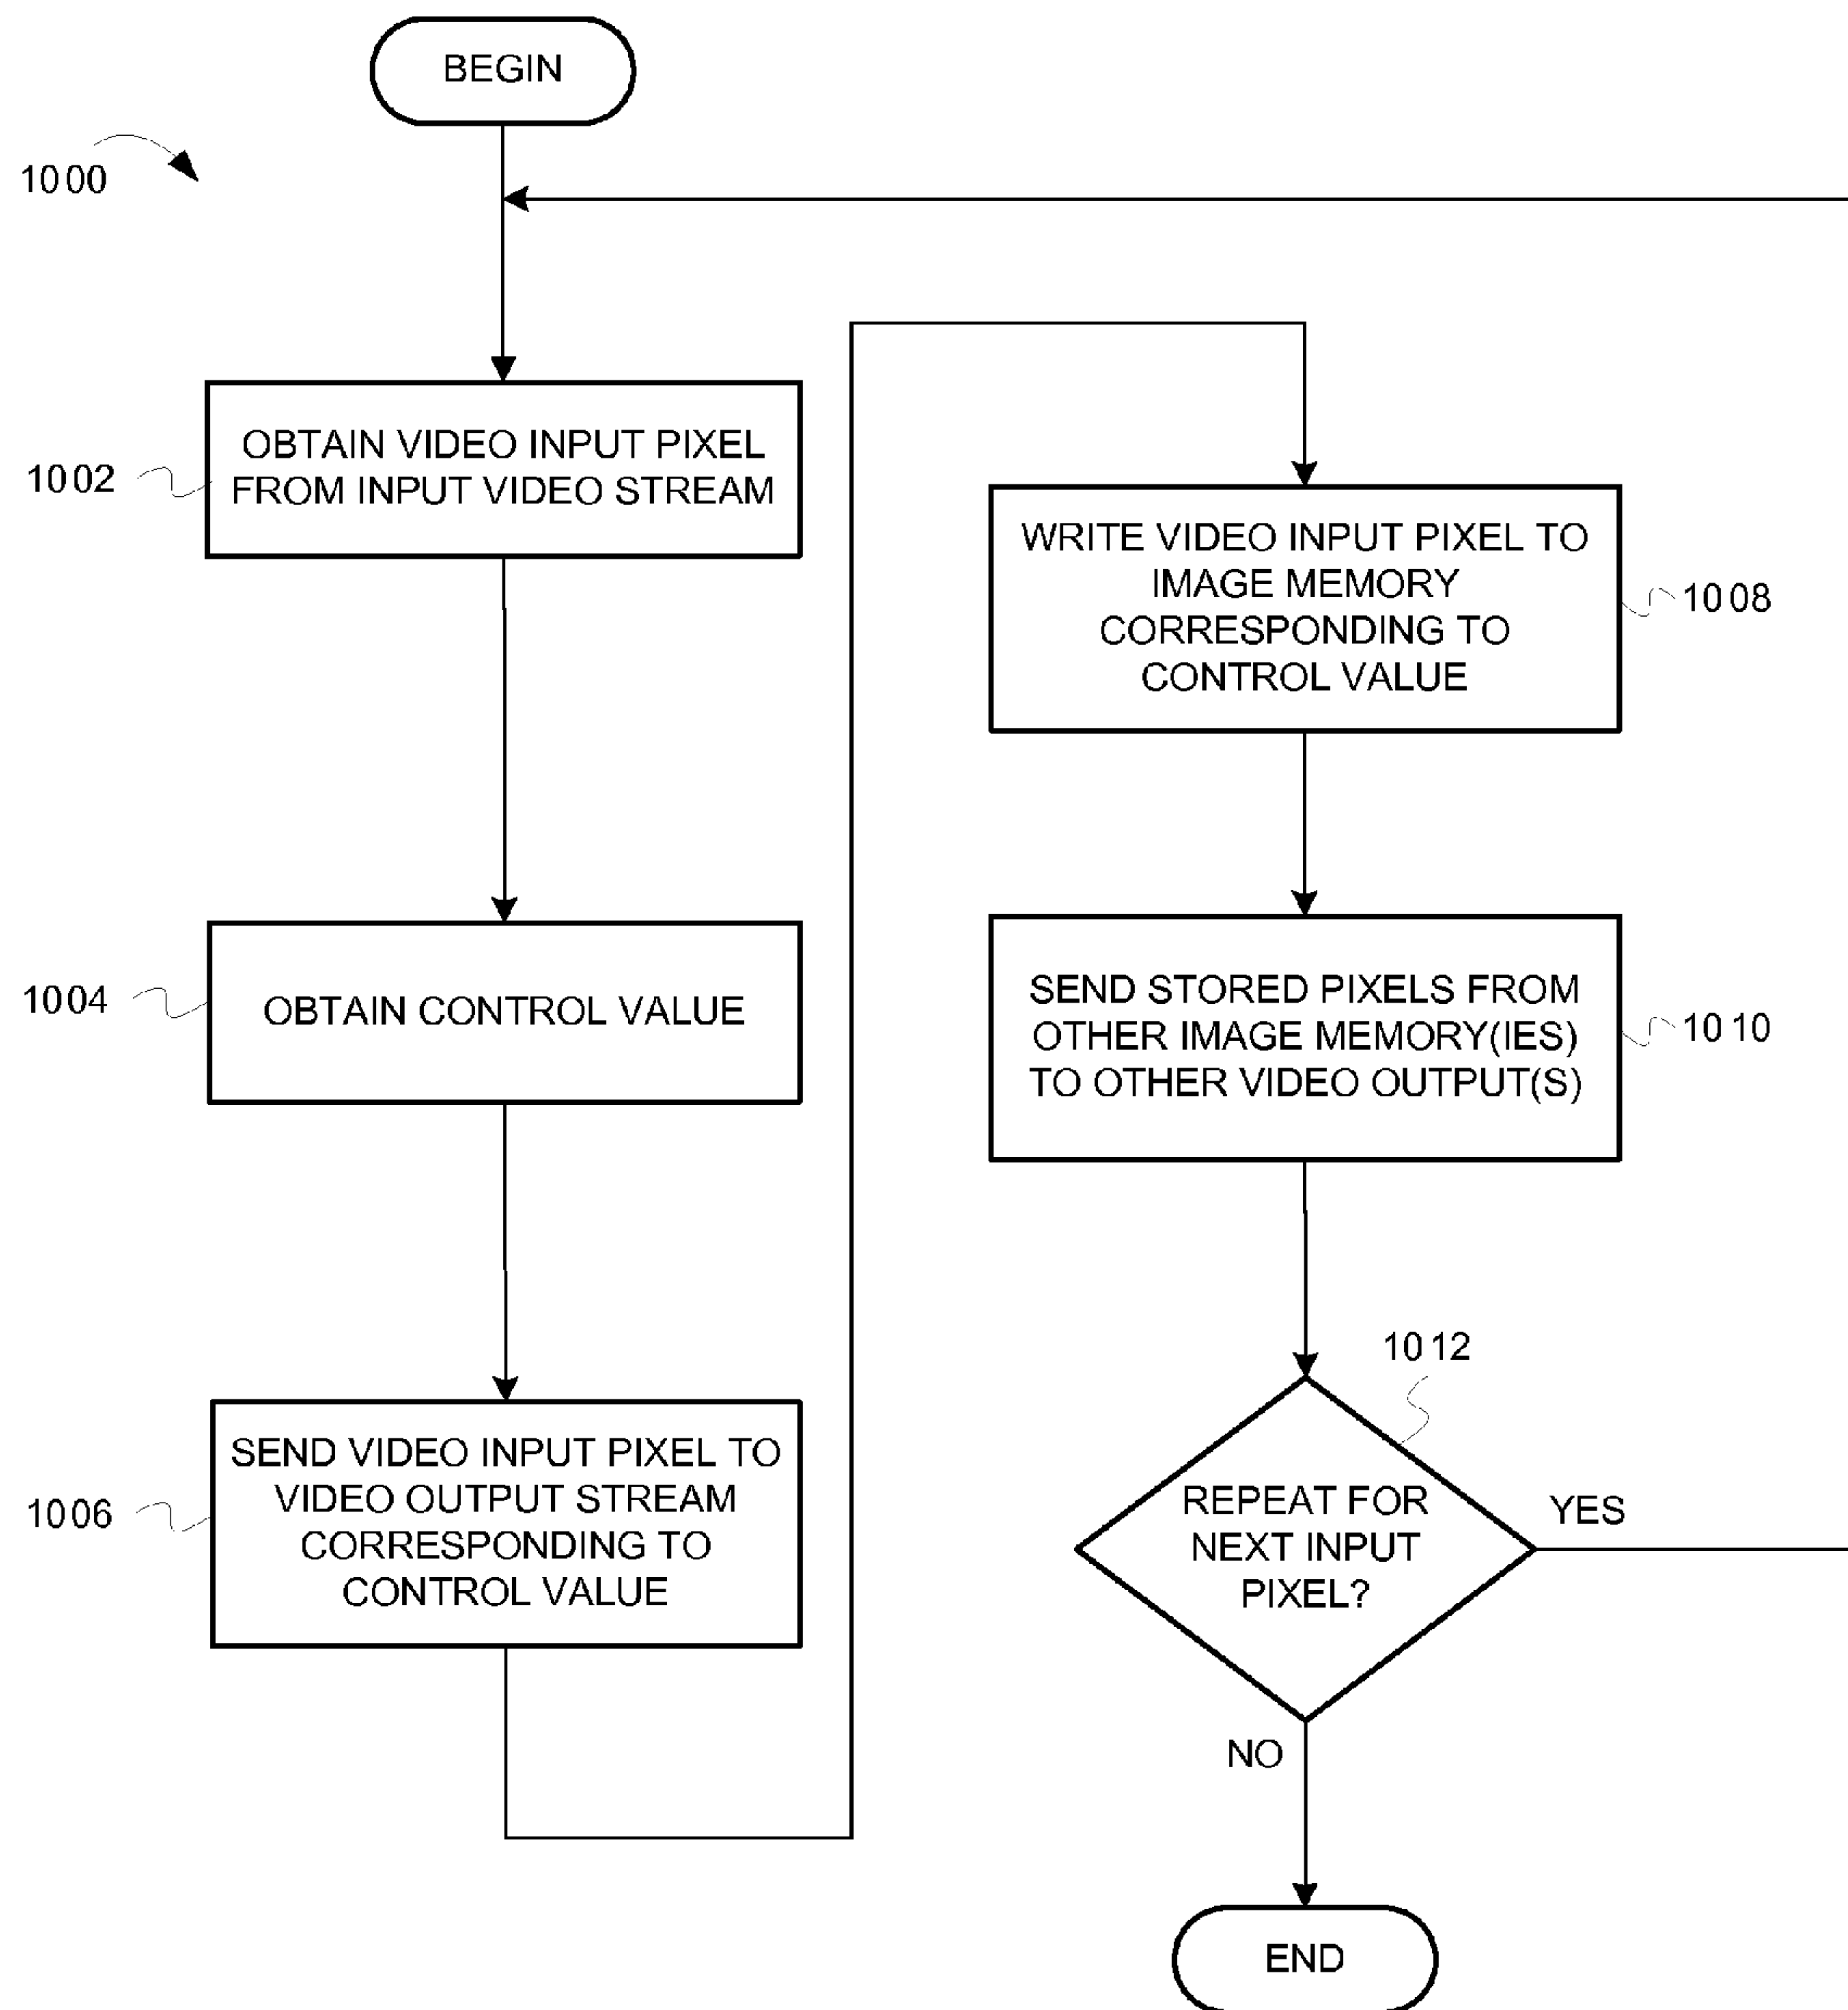 BEGIN
1000
OBTAIN VIDEO INPUT PIXEL
FROM INPUT VIDEO STREAM
1002
OBTAIN CONTROL VALUE
1004
SEND VIDEO INPUT PIXEL TO
VIDEO OUTPUT STREAM
CORRESPONDING TO
CONTROL VALUE
1006
WRITE VIDEO INPUT PIXEL TO
IMAGE MEMORY
CORRESPONDING TO
CONTROL VALUE
1008
SEND STORED PIXELS FROM
OTHER IMAGE MEMORY(IES)
TO OTHER VIDEO OUTPUT(S)
1010
1012
REPEAT FOR
NEXT INPUT
PIXEL?
YES
NO
END